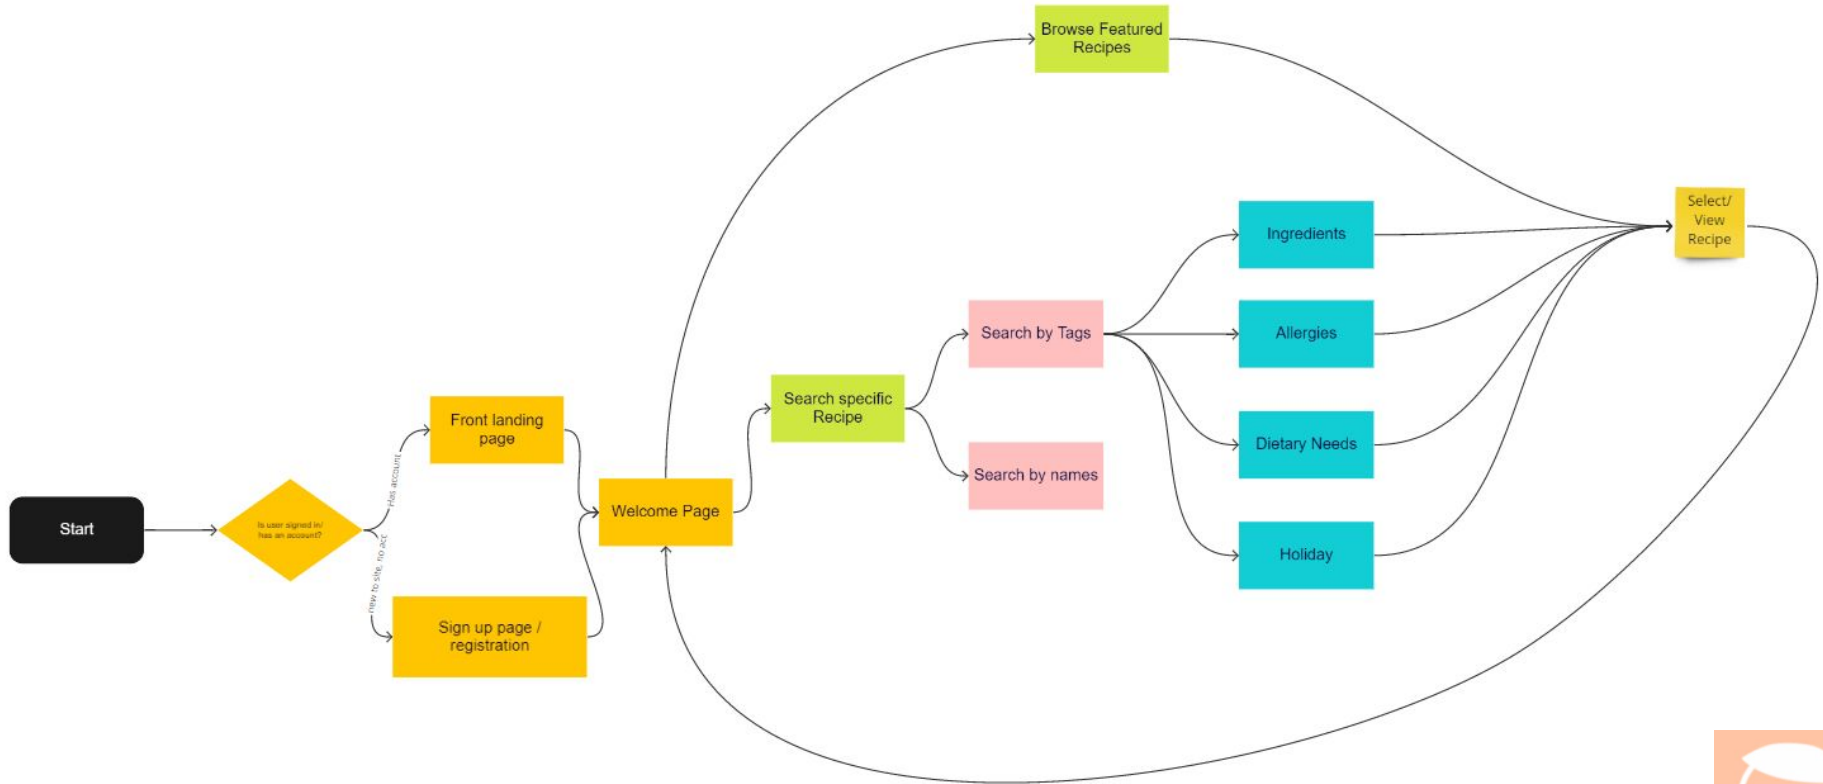 Browse Featured
Recipes
Select/
View
Recipe
Ingredients
Search by Tags
Allergies
Search specific
Recipe
Front landing
page
Dietary Needs
Search by names
Has account
Welcome Page
Start
Is user signed in/
has an account?
Holiday
new to site, no acc
Sign up page /
registration